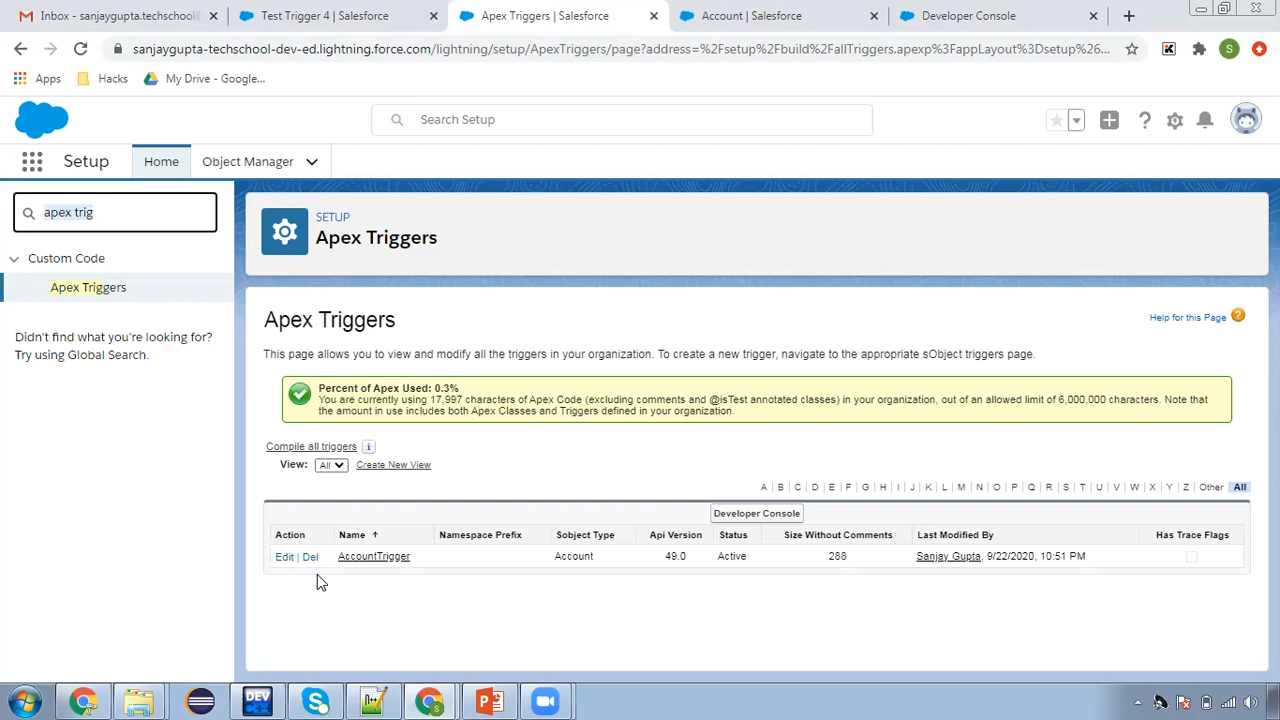 Inbox - sanjaygupta.techschool@
Test Trigger 4 | Salesforce
Apex Triggers | Salesforce
Account | Salesforce
Developer Console
sanjaygupta-techschool-dev-ed.lightning.force.com/lightning/setup/ApexTriggers/page?address=%2Fsetup%2Fbuild%2FallTriggers.apexp%3FappLayout%3Dsetup%26...
S
Apps
Hacks
My Drive - Google...
Search Setup
Setup
Home
Object Manager
apex trig
Custom Code
Apex Triggers
Didn't find what you're looking for?
Try using Global Search.
SETUP
Apex Triggers
Apex Triggers
Help for this Page
This page allows you to view and modify all the triggers in your organization. To create a new trigger, navigate to the appropriate sObject triggers page.
Percent of Apex Used: 0.3%
You are currently using 17,997 characters of Apex Code (excluding comments and @isTest annotated classes) in your organization, out of an allowed limit of 6,000,000 characters. Note that
the amount in use includes both Apex Classes and Triggers defined in your organization.
Compile all triggers i
View: All Create New View
A B C D E F G H I J K L M N O P Q R S T U V W X Y Z Other All
Developer Console
Action Name Namespace Prefix Sobject Type Api Version Status Size Without Comments Last Modified By Has Trace Flags
Edit | Del AccountTrigger Account 49.0 Active 288 Sanjay Gupta, 9/22/2020, 10:51 PM
DEV